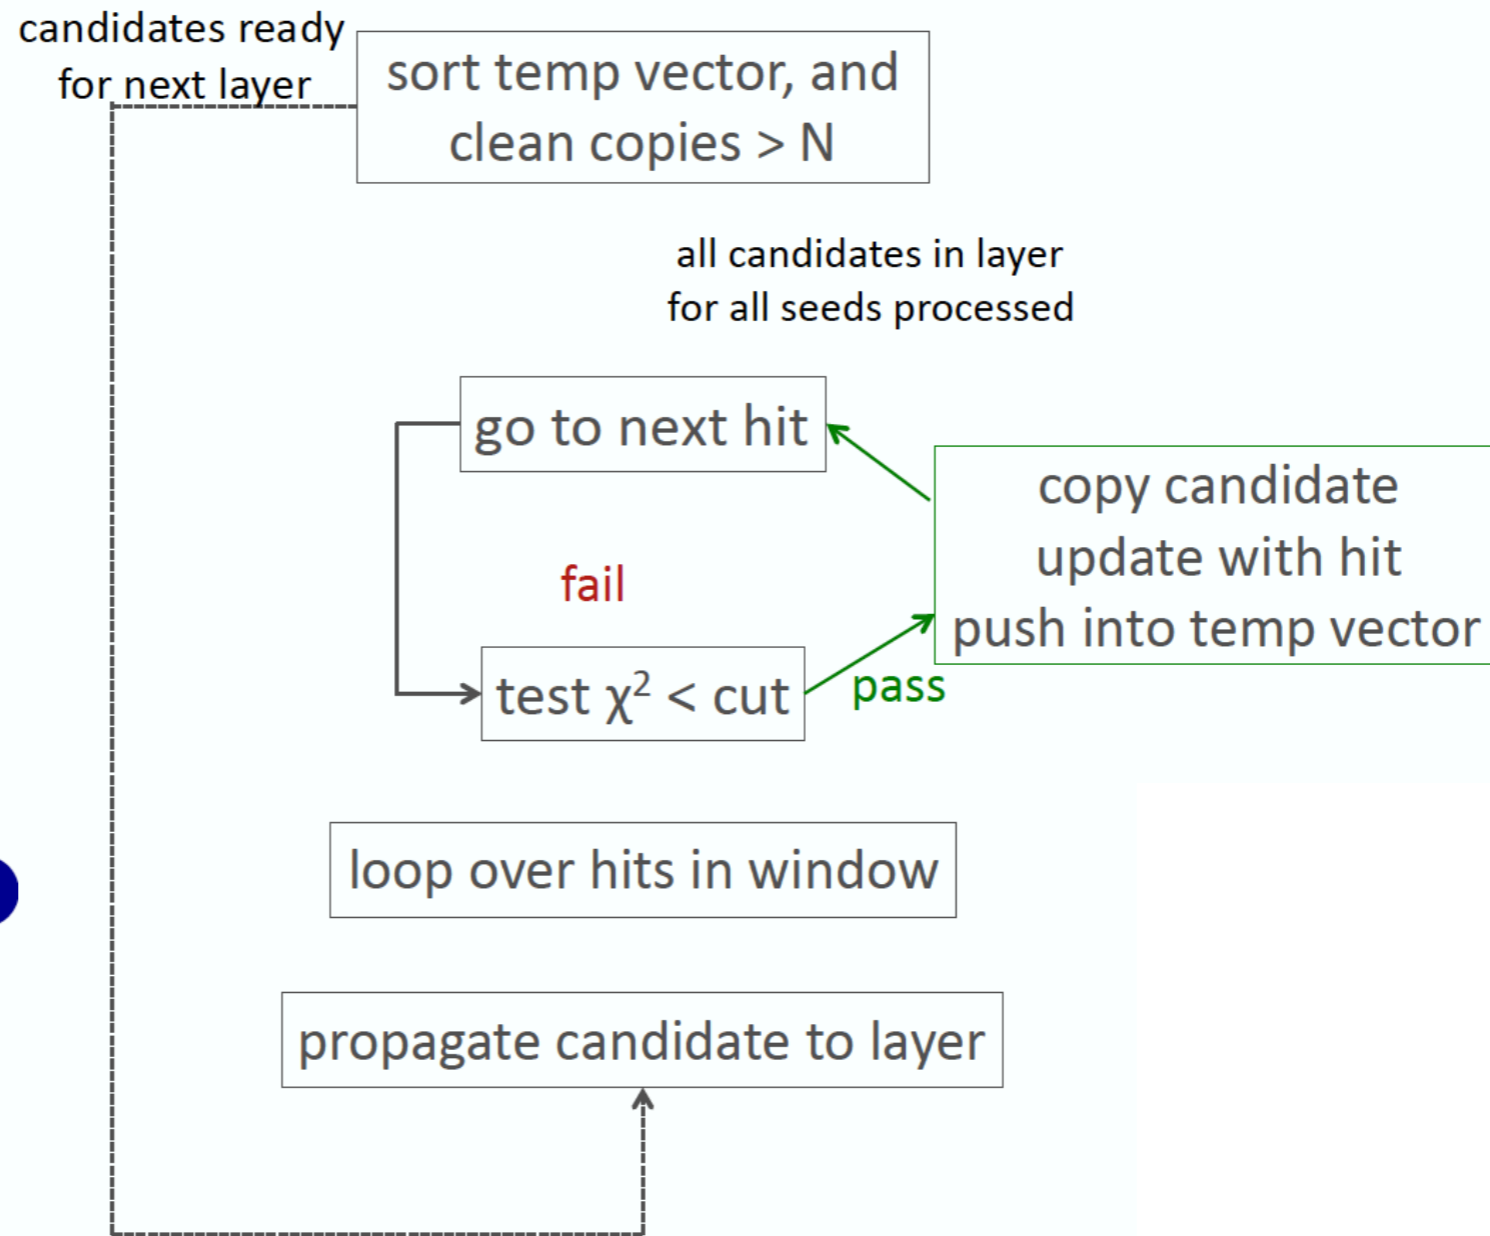 candidates ready
for next layer
sort temp vector, and
clean copies > N
all candidates in layer
for all seeds processed
go to next hit
copy candidate
update with hit
push into temp vector
fail
test χ² < cut
pass
loop over hits in window
propagate candidate to layer